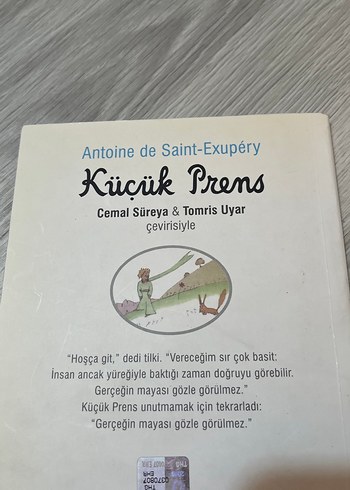 Antoine de Saint-Exupéry
Küçük Prens
Cemal Süreya & Tomris Uyar
çevirisiyle
"Hoşça git," dedi tilki. "Vereceğim sır çok basit:
İnsan ancak yüreğiyle baktığı zaman doğruyu görebilir.
Gerçeğin mayası gözle görülmez."
Küçük Prens unutmamak için tekrarladı:
"Gerçeğin mayası gözle görülmez."